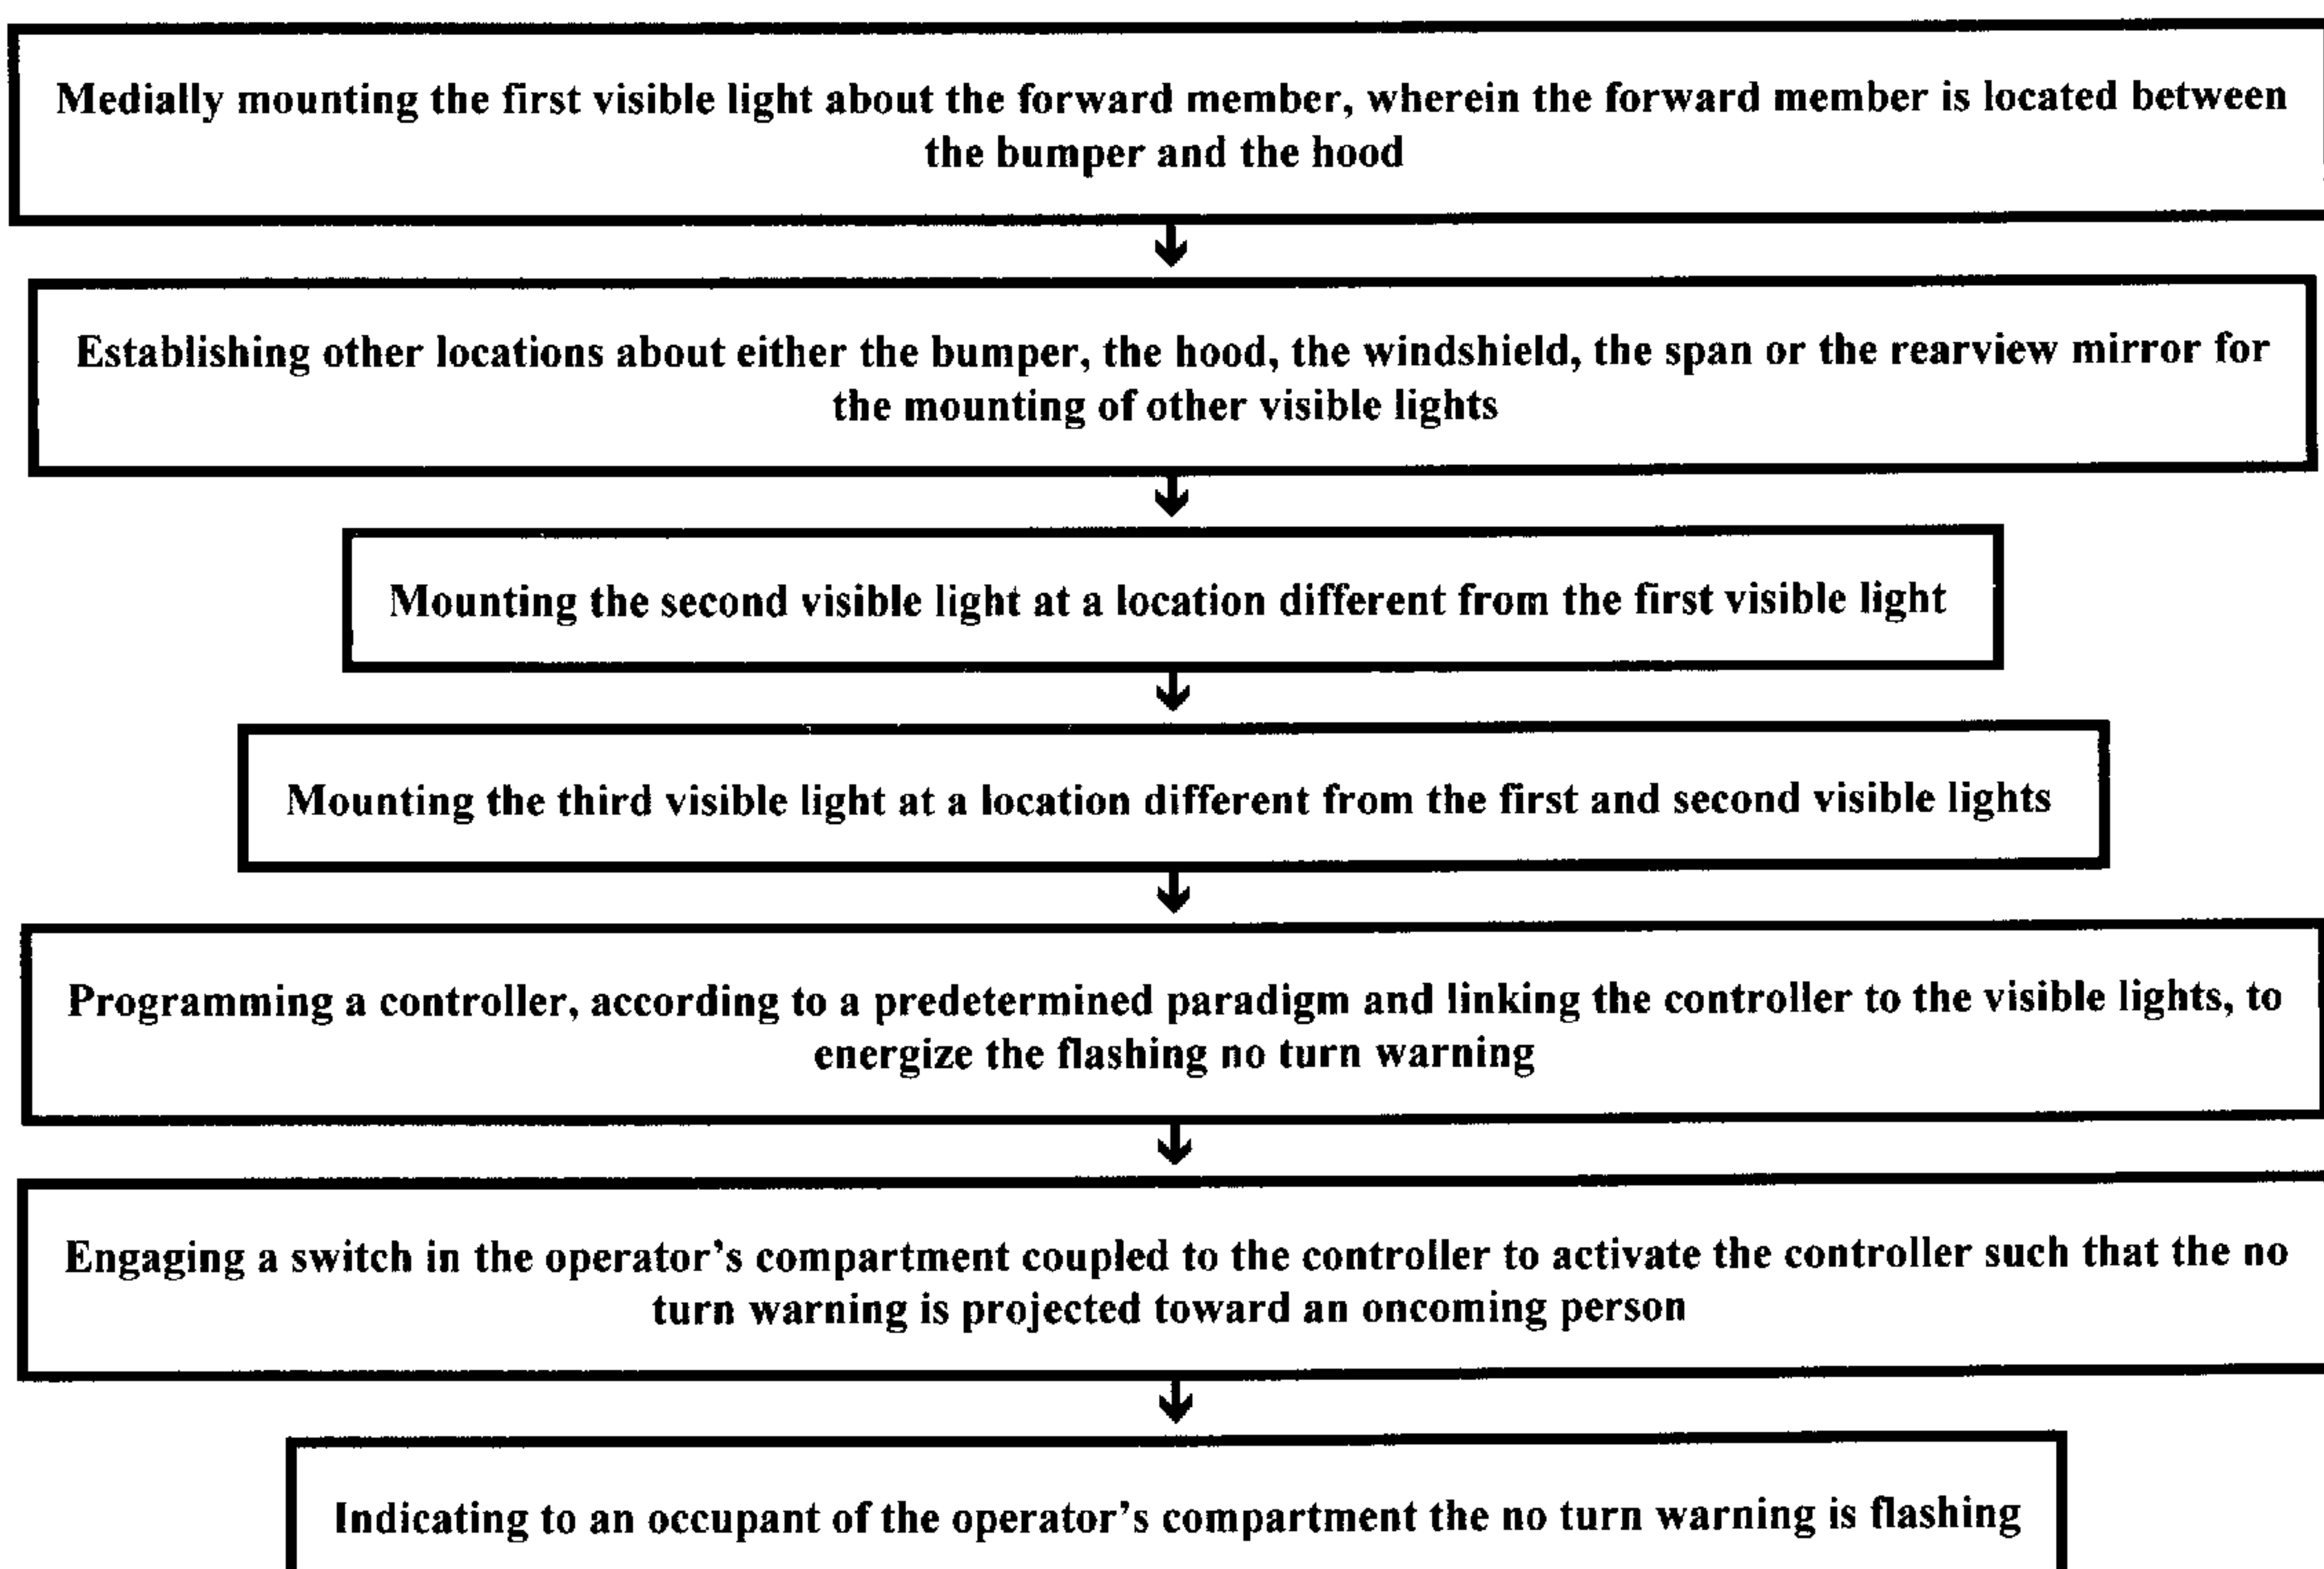 Medially mounting the first visible light about the forward member, wherein the forward member is located between
the bumper and the hood
Establishing other locations about either the bumper, the hood, the windshield, the span or the rearview mirror for
the mounting of other visible lights
Mounting the second visible light at a location different from the first visible light
Mounting the third visible light at a location different from the first and second visible lights
Programming a controller, according to a predetermined paradigm and linking the controller to the visible lights, to
energize the flashing no turn warning
Engaging a switch in the operator's compartment coupled to the controller to activate the controller such that the no
turn warning is projected toward an oncoming person
Indicating to an occupant of the operator's compartment the no turn warning is flashing